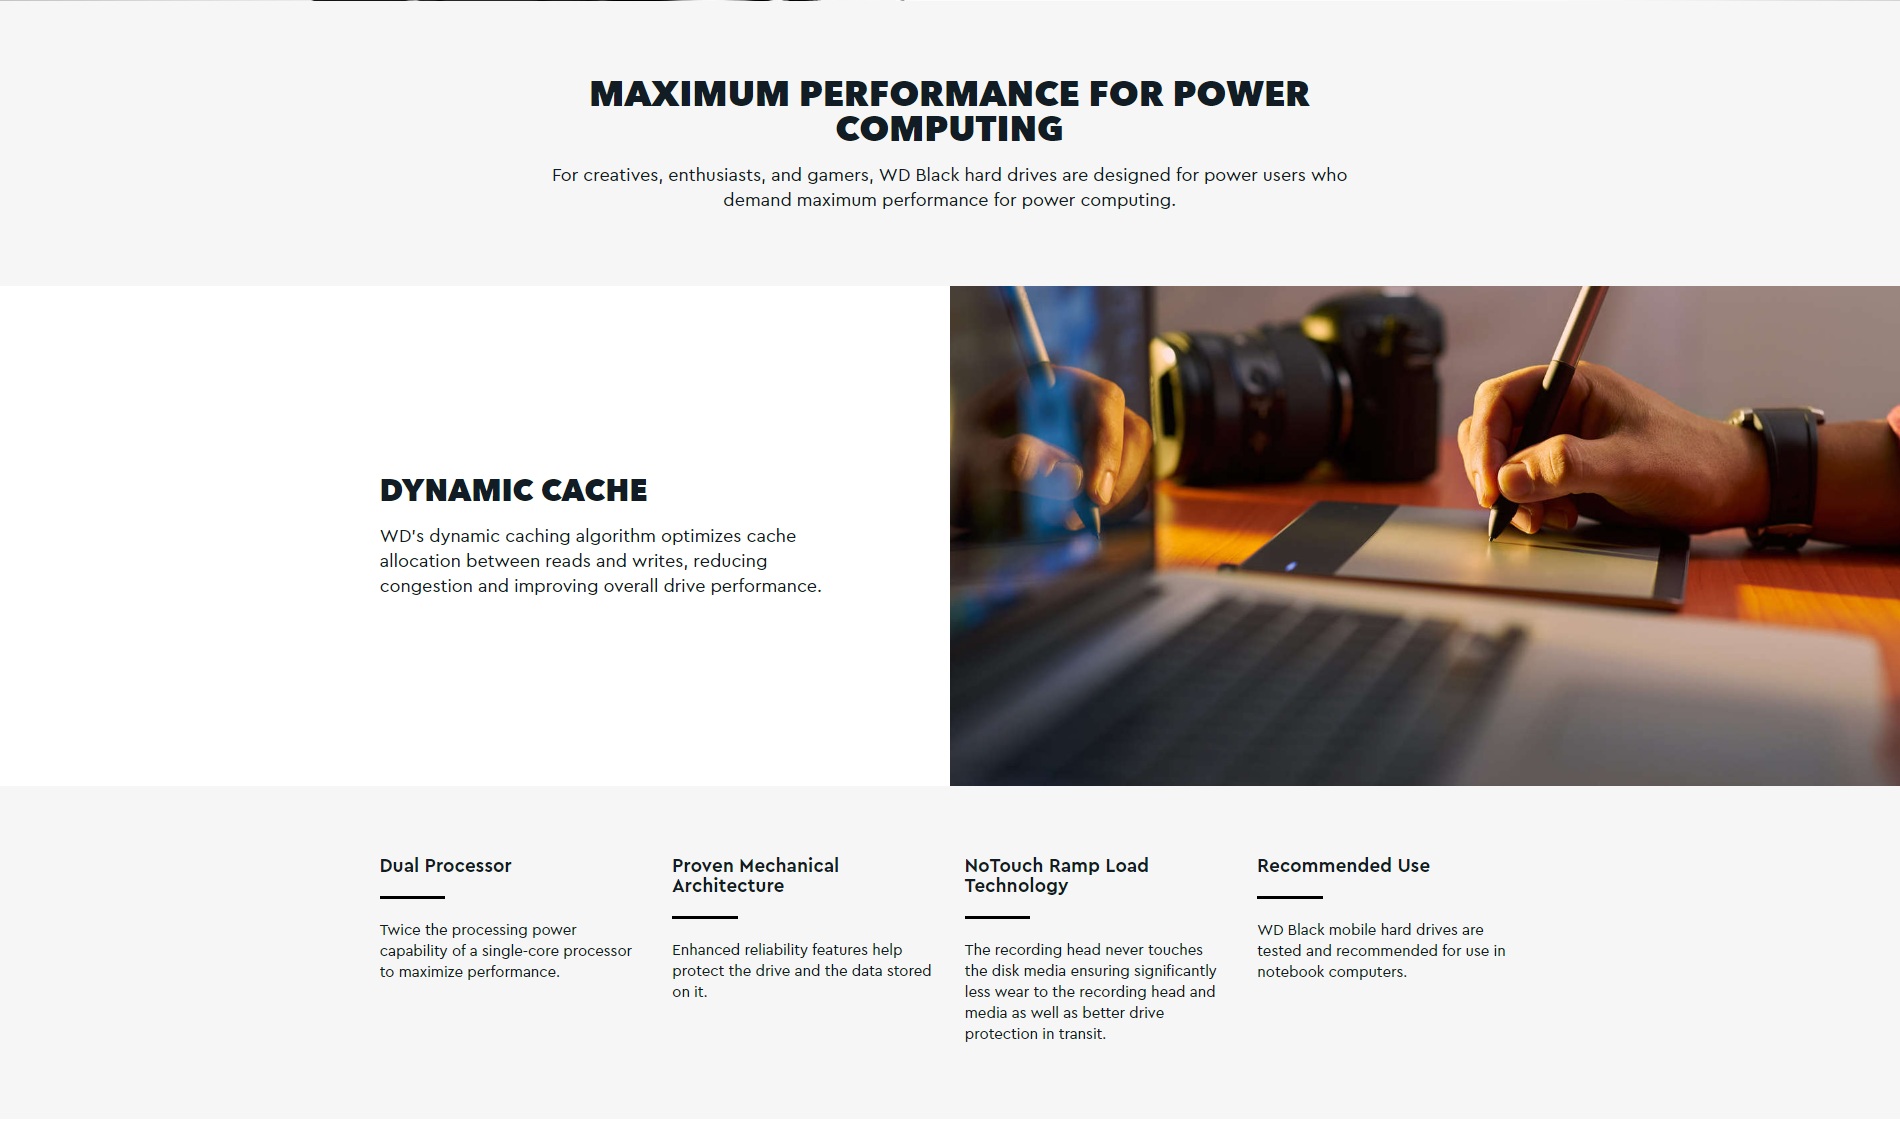 MAXIMUM PERFORMANCE FOR POWER
COMPUTING
For creatives, enthusiasts, and gamers, WD Black hard drives are designed for power users who
demand maximum performance for power computing.
DYNAMIC CACHE
WD's dynamic caching algorithm optimizes cache
allocation between reads and writes, reducing
congestion and improving overall drive performance.
Dual Processor
Twice the processing power
capability of a single-core processor
to maximize performance.
Proven Mechanical
Architecture
Enhanced reliability features help
protect the drive and the data stored
on it.
NoTouch Ramp Load
Technology
The recording head never touches
the disk media ensuring significantly
less wear to the recording head and
media as well as better drive
protection in transit.
Recommended Use
WD Black mobile hard drives are
tested and recommended for use in
notebook computers.